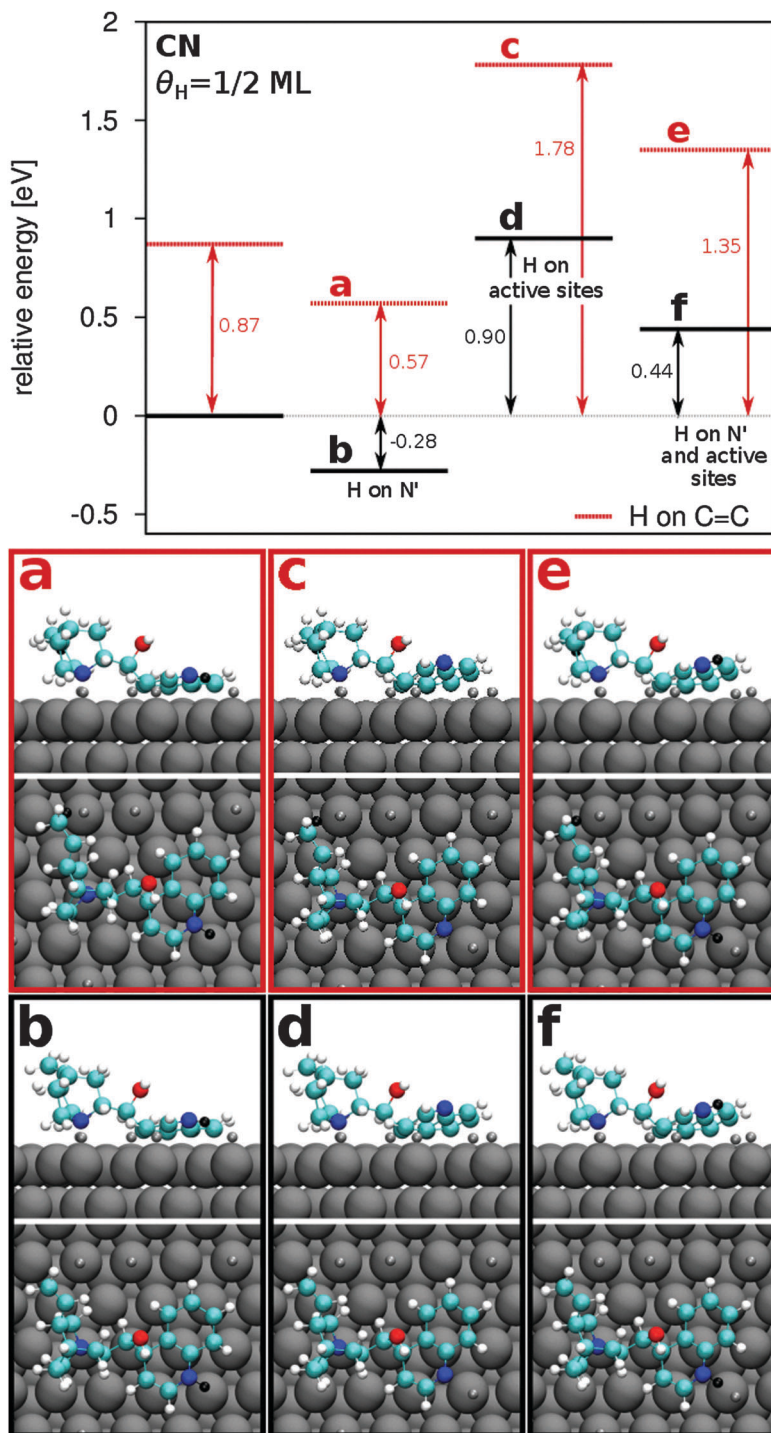 2
CN
θH=1/2 ML
c
1.5
e
1.78
relative energy [eV]
1
d
1.35
H on
active sites
a
f
0.5
0.87
0.57
0.90
0.44
0
b
-0.28
H on N'
H on N'
and active
sites
-0.5
H on C=C
a
c
e
b
d
f